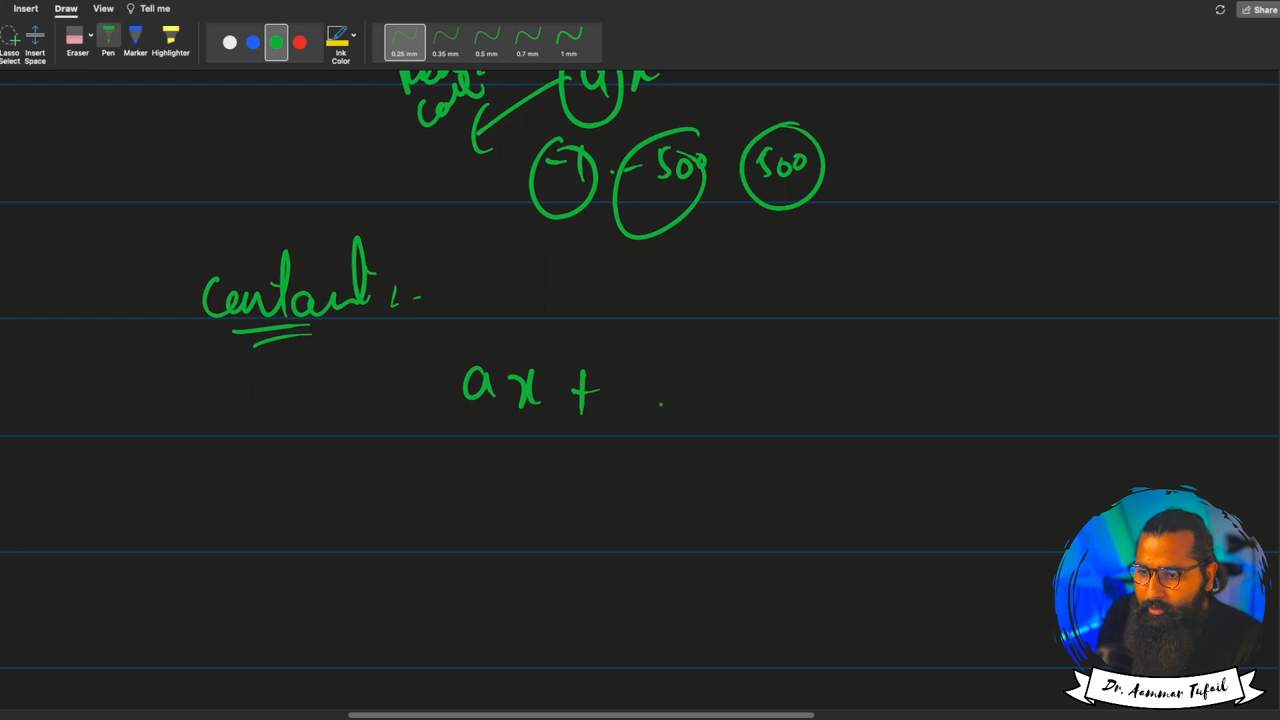 Insert Draw View Tell me Share
Lasso Select Insert Space Eraser Pen Marker Highlighter Ink Color 0.25 mm 0.35 mm 0.5 mm 0.7 mm 1 mm
-500 500
ax +
Dr. Aammar Tufail